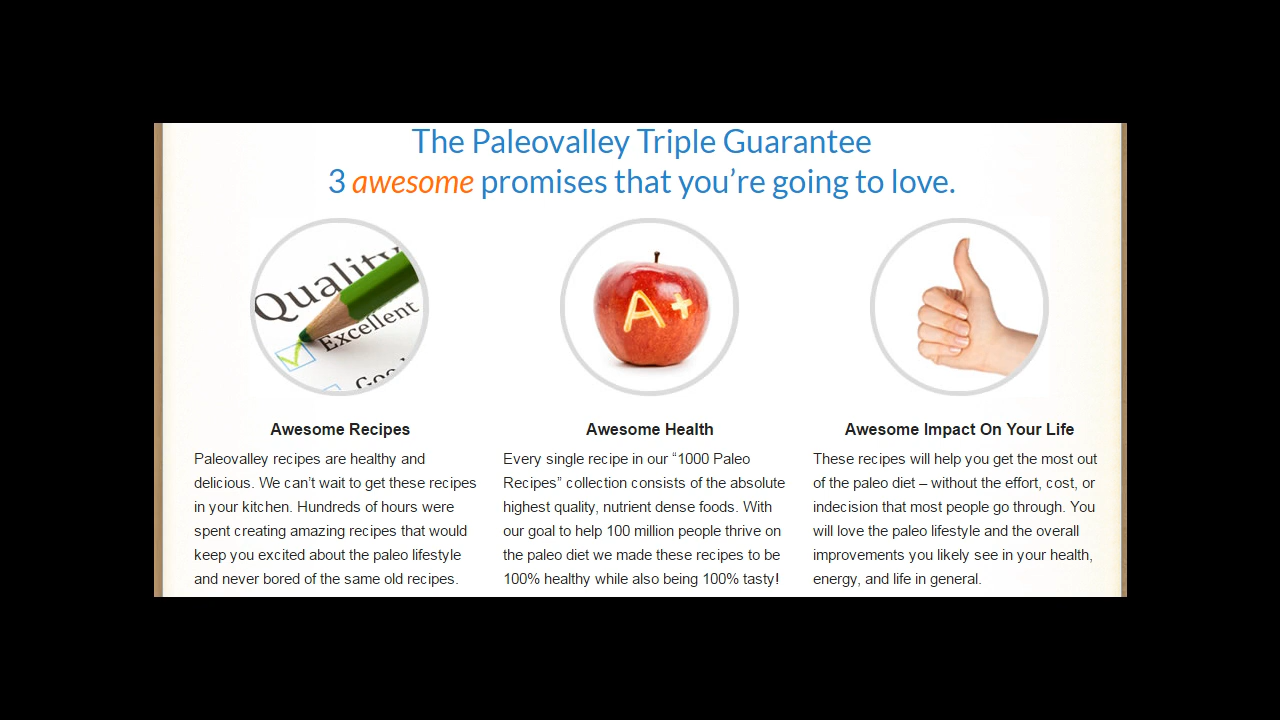 The Paleovalley Triple Guarantee
3 awesome promises that you’re going to love.
Quality
Excellent
A+
Awesome Recipes
Paleovalley recipes are healthy and
delicious. We can’t wait to get these recipes
in your kitchen. Hundreds of hours were
spent creating amazing recipes that would
keep you excited about the paleo lifestyle
and never bored of the same old recipes.
Awesome Health
Every single recipe in our “1000 Paleo
Recipes” collection consists of the absolute
highest quality, nutrient dense foods. With
our goal to help 100 million people thrive on
the paleo diet we made these recipes to be
100% healthy while also being 100% tasty!
Awesome Impact On Your Life
These recipes will help you get the most out
of the paleo diet – without the effort, cost, or
indecision that most people go through. You
will love the paleo lifestyle and the overall
improvements you likely see in your health,
energy, and life in general.